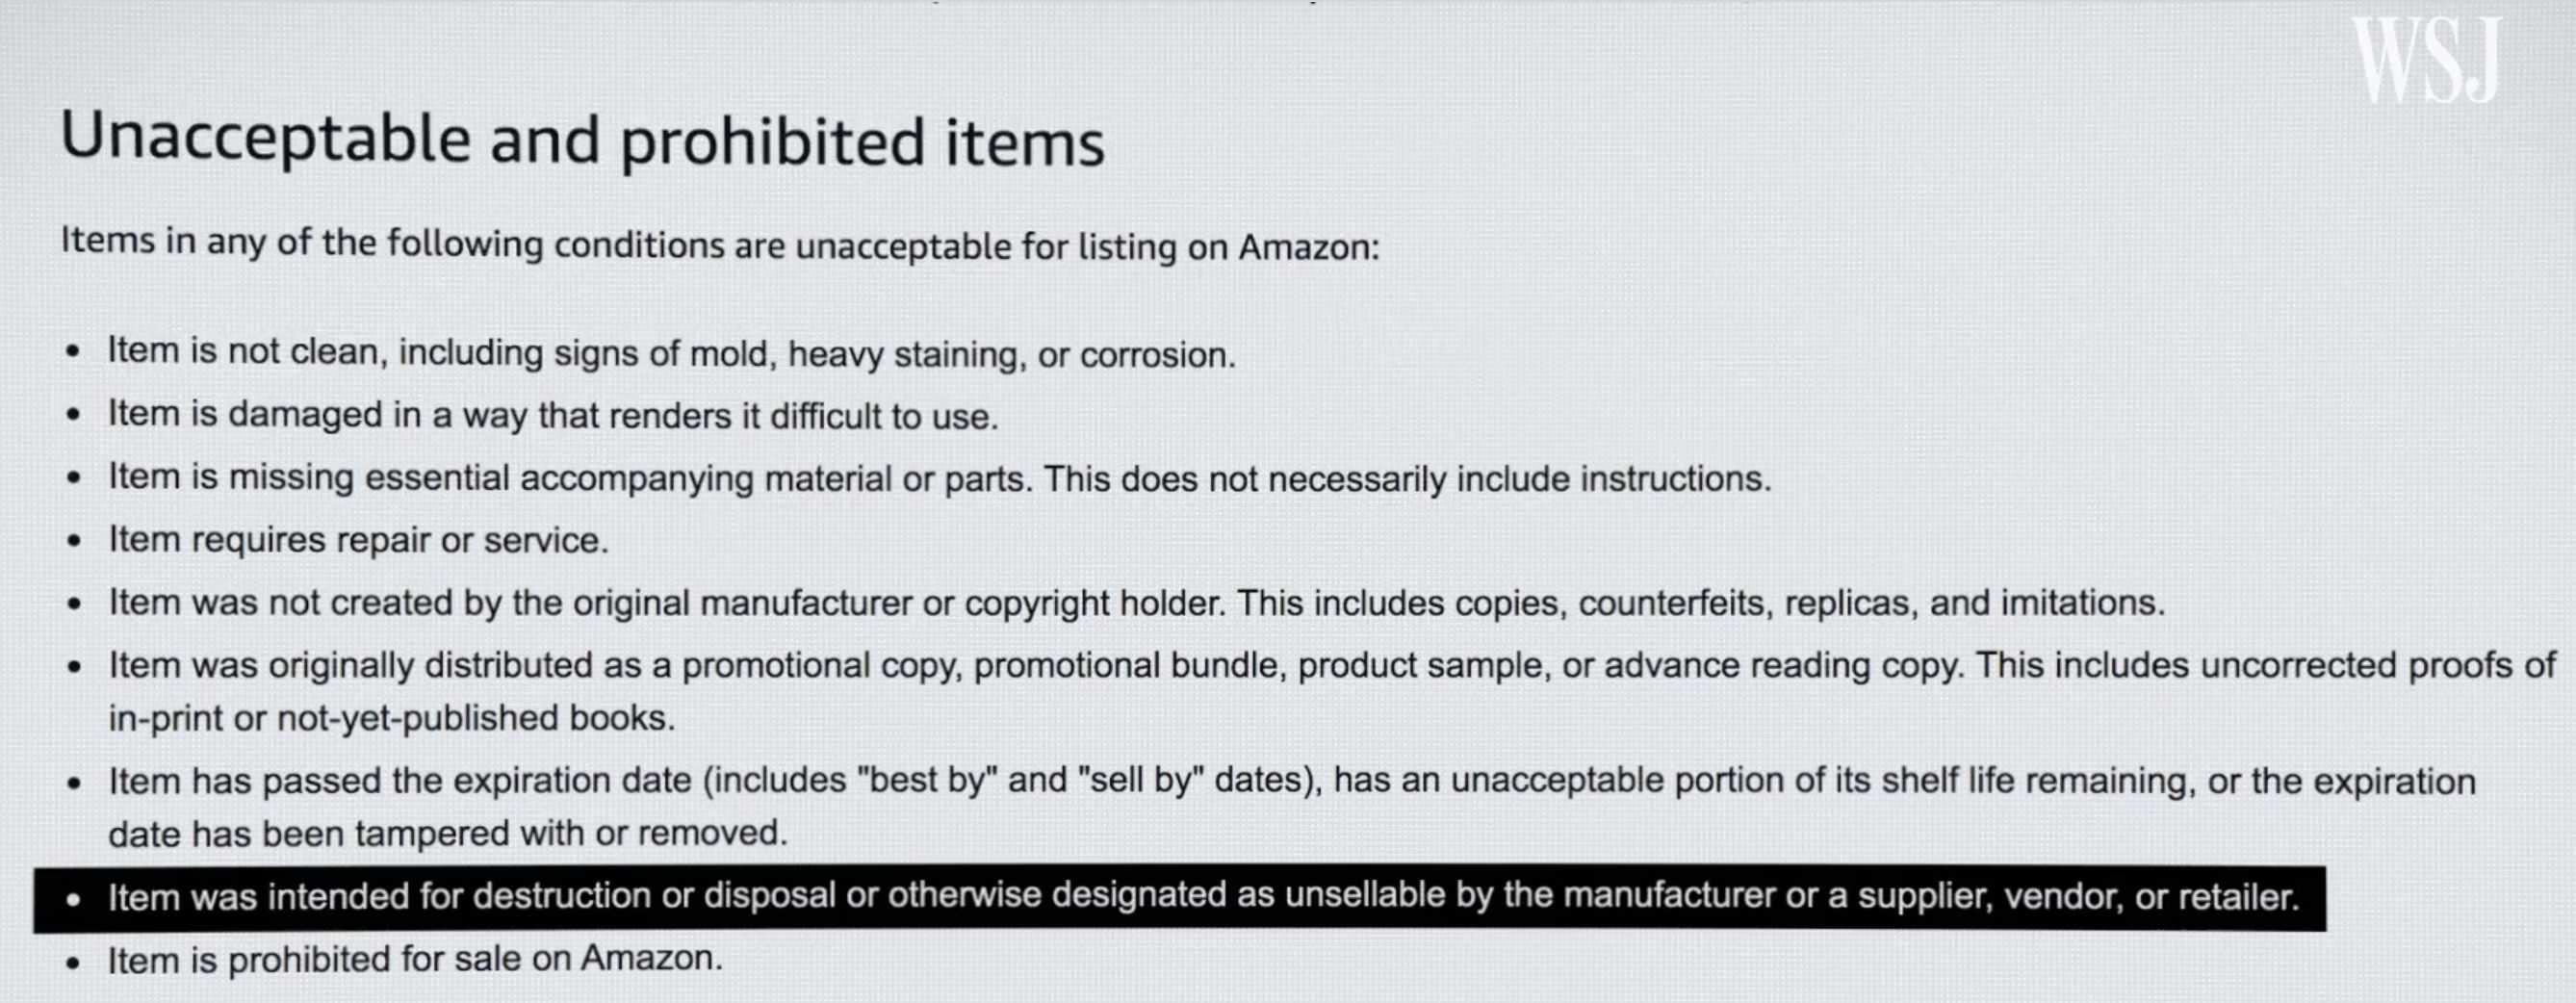 WSJ
Unacceptable and prohibited items
Items in any of the following conditions are unacceptable for listing on Amazon:
• Item is not clean, including signs of mold, heavy staining, or corrosion.
• Item is damaged in a way that renders it difficult to use.
• Item is missing essential accompanying material or parts. This does not necessarily include instructions.
• Item requires repair or service.
• Item was not created by the original manufacturer or copyright holder. This includes copies, counterfeits, replicas, and imitations.
• Item was originally distributed as a promotional copy, promotional bundle, product sample, or advance reading copy. This includes uncorrected proofs of
in-print or not-yet-published books.
• Item has passed the expiration date (includes "best by" and "sell by" dates), has an unacceptable portion of its shelf life remaining, or the expiration
date has been tampered with or removed.
• Item was intended for destruction or disposal or otherwise designated as unsellable by the manufacturer or a supplier, vendor, or retailer.
• Item is prohibited for sale on Amazon.